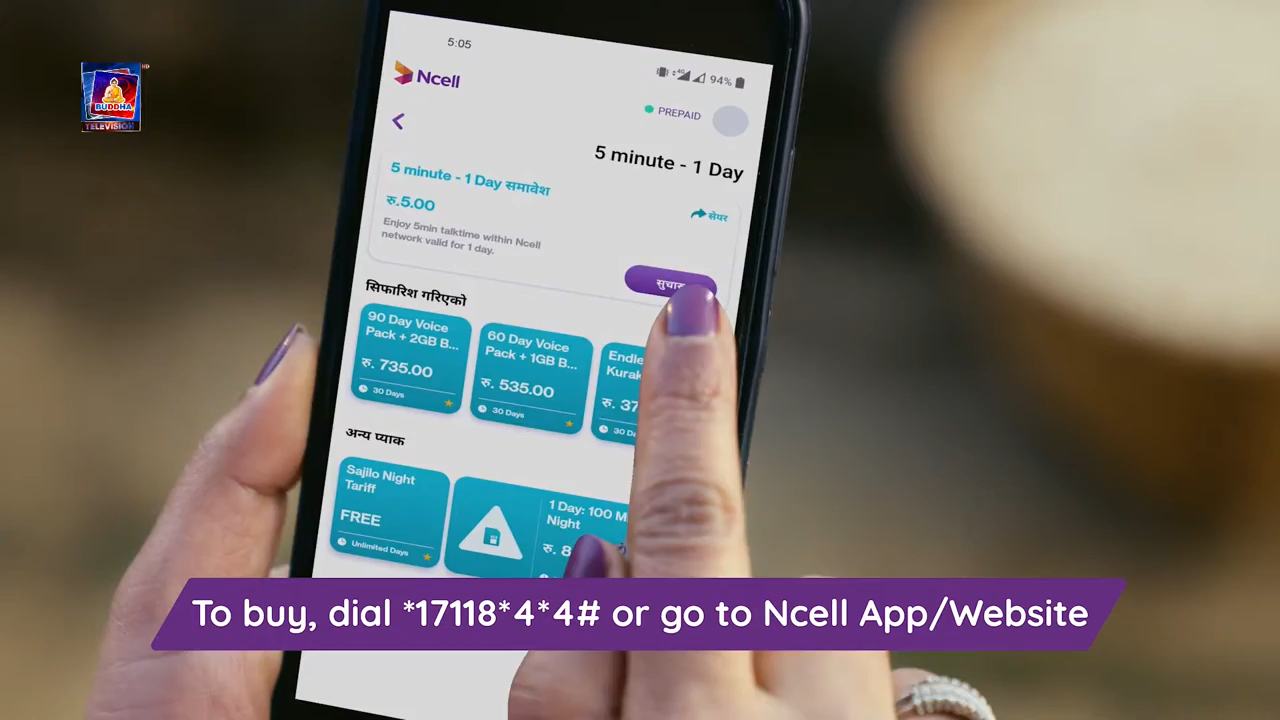 5:05
94%
Ncell
PREPAID
5 minute - 1 Day
5 minute - 1 Day समावेश
रु.5.00
सेयर
Enjoy 5min talktime within Ncell
network valid for 1 day.
सिफारिश गरिएको
90 Day Voice
Pack + 2GB B...
रु. 735.00
30 Days
60 Day Voice
Pack + 1GB B...
रु. 535.00
30 Days
रु. 37
अन्य प्याक
Sajilo Night
Tariff
FREE
Unlimited Days
1 Day: 100 M
Night
रु. 8
To buy, dial *17118*4*4# or go to Ncell App/Website
HD
BUDDHA
TELEVISION